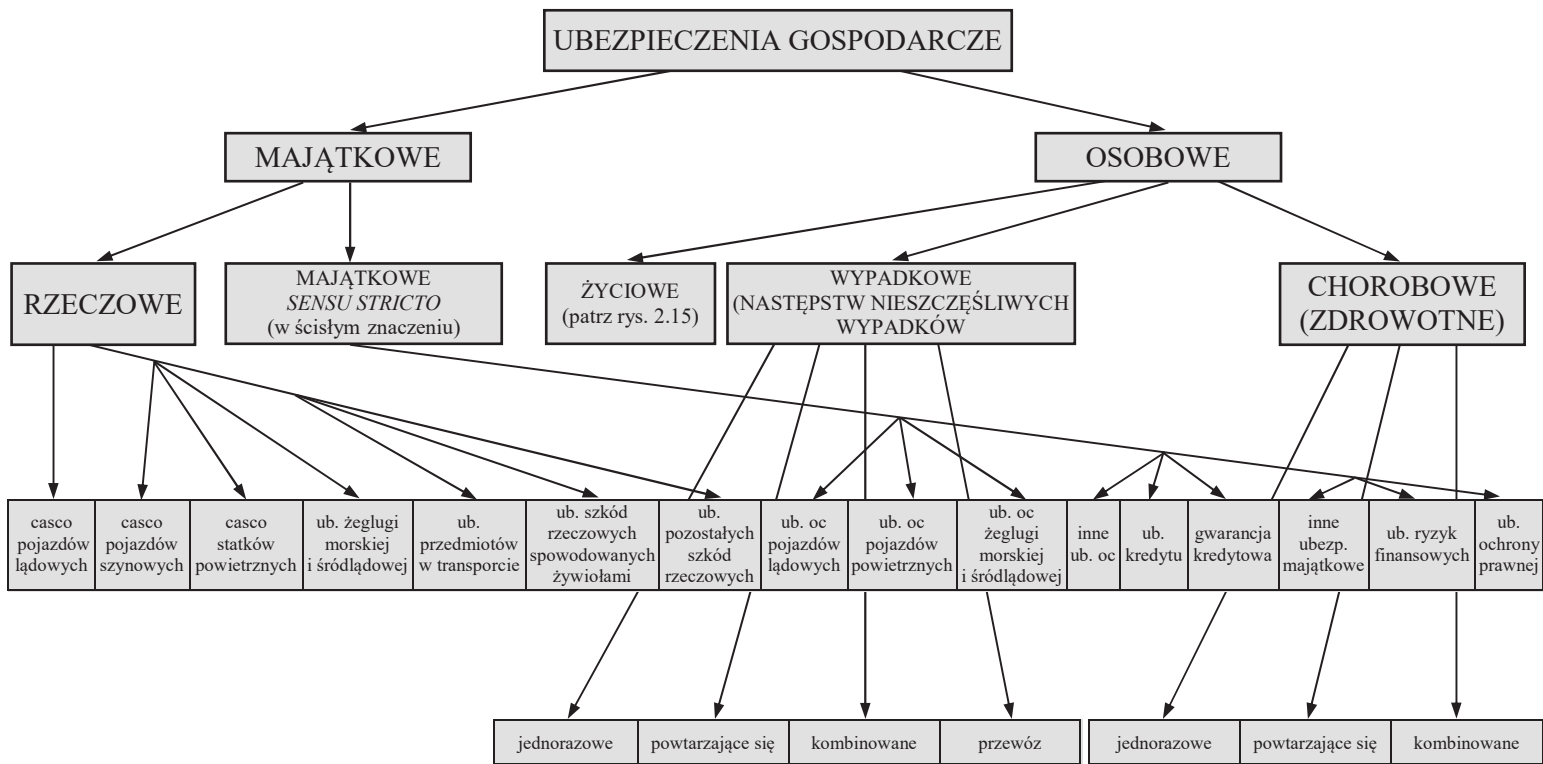 UBEZPIECZENIA GOSPODARCZE
MAJĄTKOWE
OSOBOWE
RZECZOWE
MAJĄTKOWE
SENSU STRICTO
(w ścisłym znaczeniu)
ŻYCIOWE
(patrz rys. 2.15)
WYPADKOWE
(NASTĘPSTW NIESZCZĘŚLIWYCH
WYPADKÓW
CHOROBOWE
(ZDROWOTNE)
casco
pojazdów
lądowych
casco
pojazdów
szynowych
casco
statków
powietrznych
ub. żeglugi
morskiej
i śródlądowej
ub.
przedmiotów
w transporcie
ub. szkód
rzeczowych
spowodowanych
żywiołami
ub.
pozostałych
szkód
rzeczowych
ub. oc
pojazdów
lądowych
ub. oc
pojazdów
powietrznych
ub. oc
żeglugi
morskiej
i śródlądowej
inne
ub. oc
ub.
kredytu
gwarancja
kredytowa
inne
ubezp.
majątkowe
ub. ryzyk
finansowych
ub.
ochrony
prawnej
jednorazowe
powtarzające się
kombinowane
przewóz
jednorazowe
powtarzające się
kombinowane